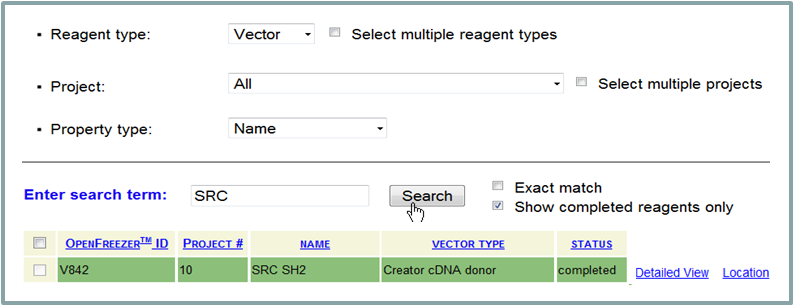 ▪ Reagent type: Vector Select multiple reagent types
▪ Project: All Select multiple projects
▪ Property type: Name
Enter search term: SRC Search Exact match
Show completed reagents only
OPENFREEZER™ ID PROJECT # NAME VECTOR TYPE STATUS
V842 10 SRC SH2 Creator cDNA donor completed Detailed View Location